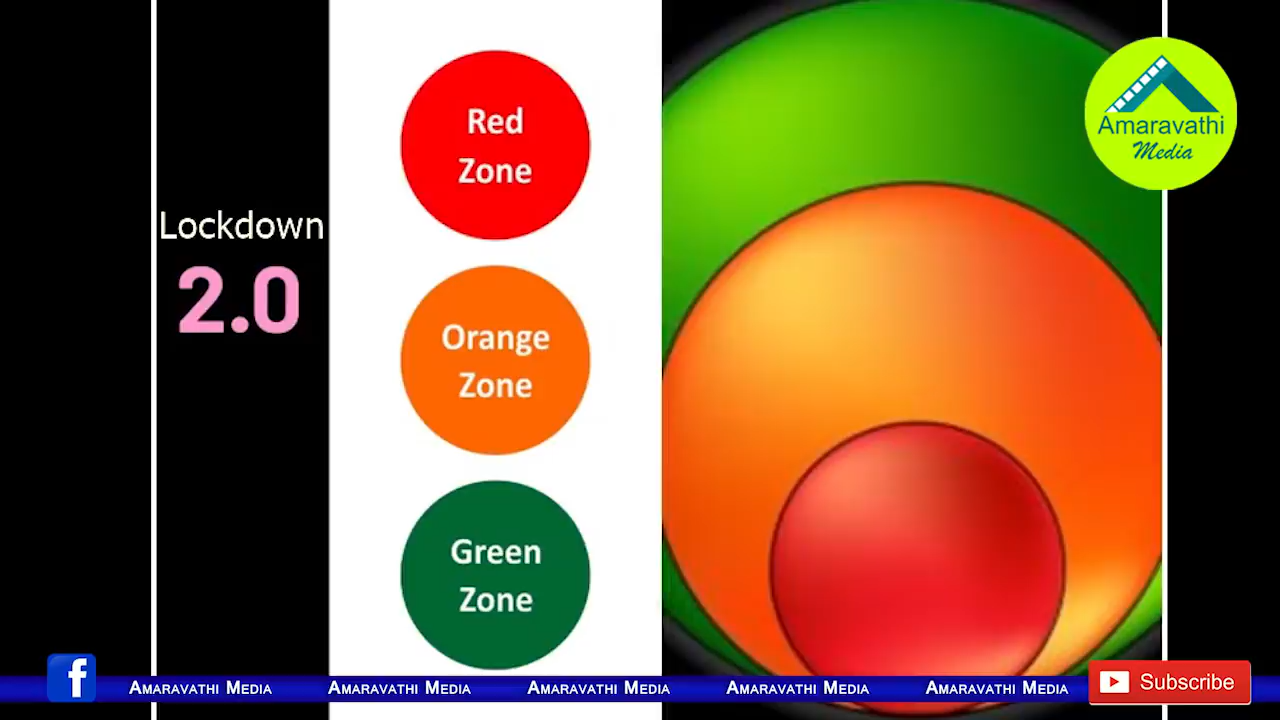 Lockdown
2.0
Red
Zone
Orange
Zone
Green
Zone
Amaravathi
Media
f
Amaravathi Media Amaravathi Media Amaravathi Media Amaravathi Media Amaravathi Media
Subscribe